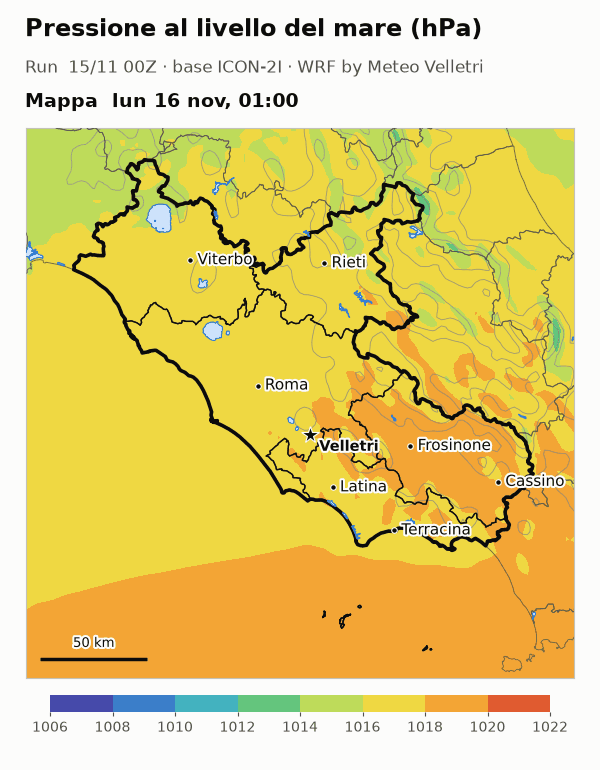 Pressione al livello del mare (hPa)
Run 15/11 00Z · base ICON-2I · WRF by Meteo Velletri
Mappa lun 16 nov, 01:00
Viterbo
Rieti
Roma
Velletri
Frosinone
Cassino
Latina
Terracina
50 km
1006 1008 1010 1012 1014 1016 1018 1020 1022